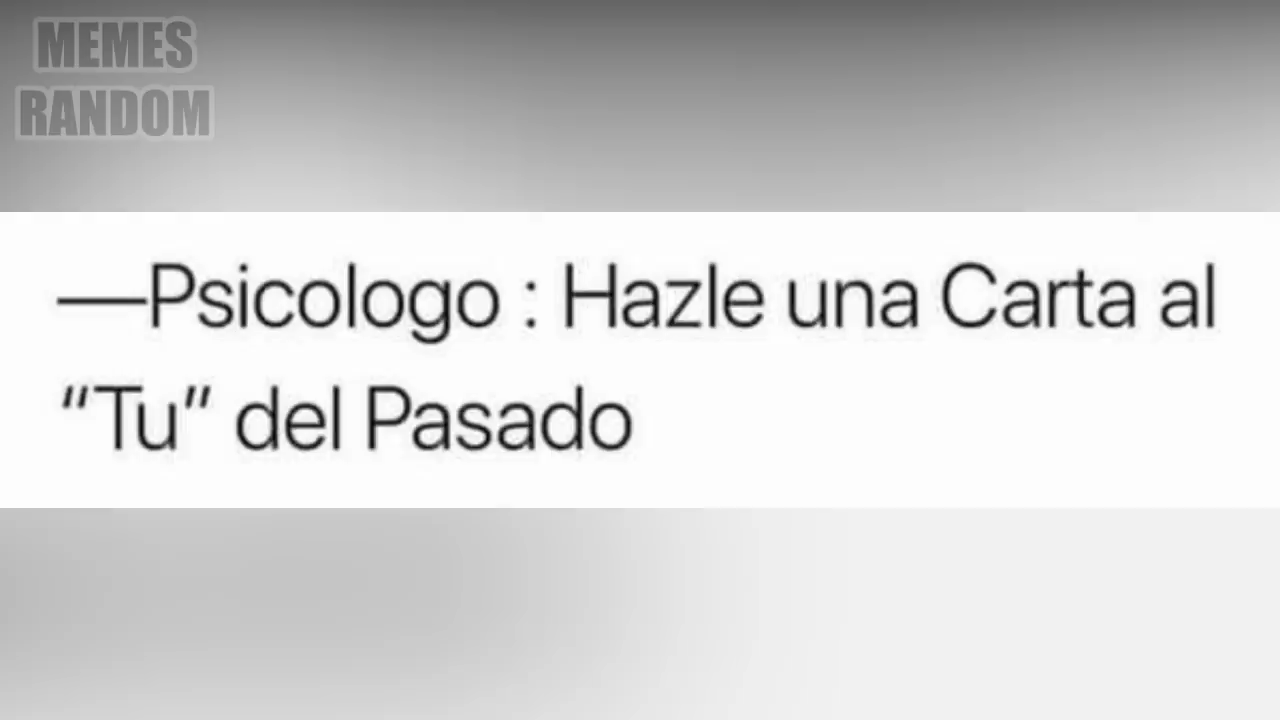 MEMES
RANDOM
—Psicologo : Hazle una Carta al
“Tu” del Pasado